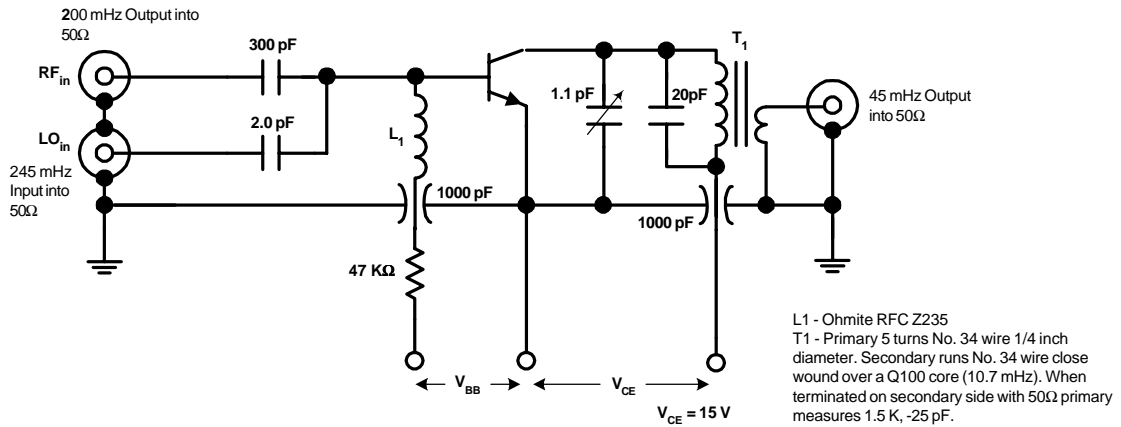 200 mHz Output into
50Ω
RFin
300 pF
LOin
2.0 pF
245 mHz
Input into
50Ω
L1
1000 pF
47 KΩ
1.1 pF
20pF
T1
45 mHz Output
into 50Ω
1000 pF
VBB
VCE
VCE = 15 V
L1 - Ohmite RFC Z235
T1 - Primary 5 turns No. 34 wire 1/4 inch
diameter. Secondary runs No. 34 wire close
wound over a Q100 core (10.7 mHz). When
terminated on secondary side with 50Ω primary
measures 1.5 K, -25 pF.